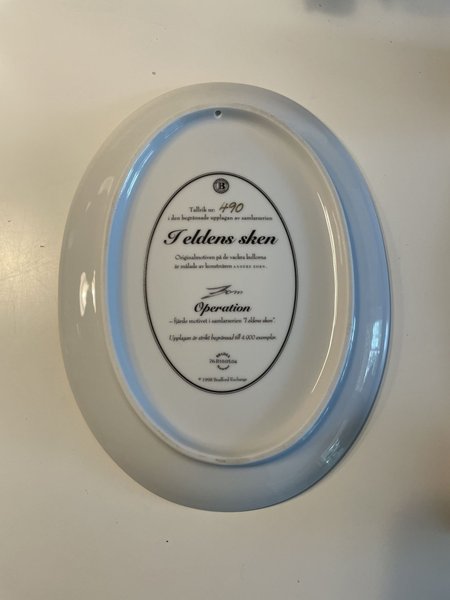 B
Tallrik nr: 490
i den begränsade upplagan av samlarserien
I eldens sken
Originalmotiven på de vackra tallrikarna
är målade av konstnären ANDERS ZORN.
Zorn
Operation
– fjärde motivet i samlarserien "I eldens sken".
Upplagan är strikt begränsad till 4.000 exemplar.
© 1998 Bradford Exchange